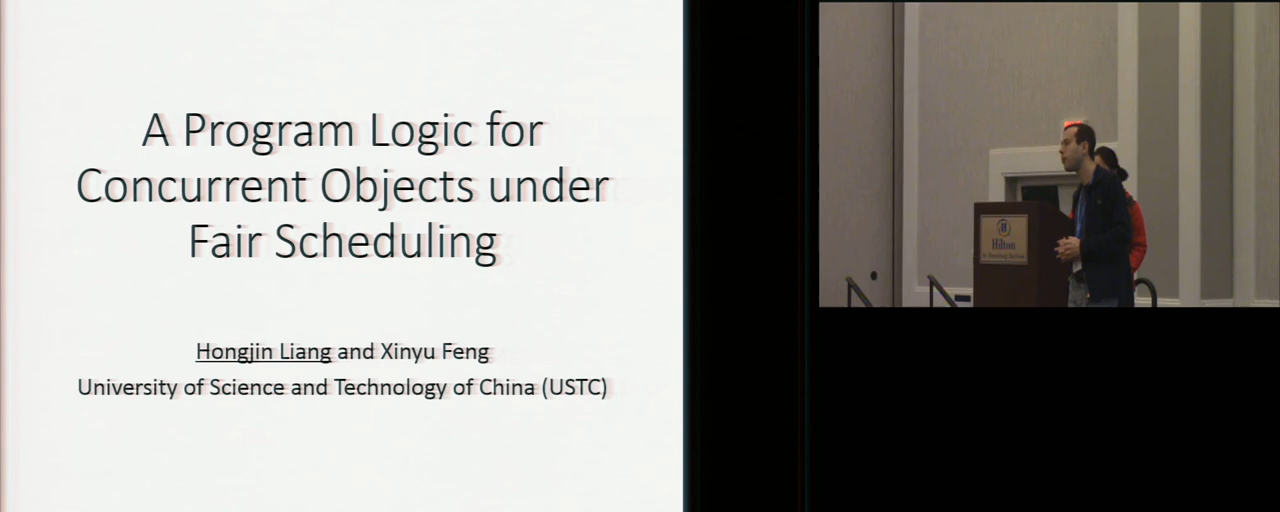 A Program Logic for
Concurrent Objects under
Fair Scheduling
Hongjin Liang and Xinyu Feng
University of Science and Technology of China (USTC)
Hilton